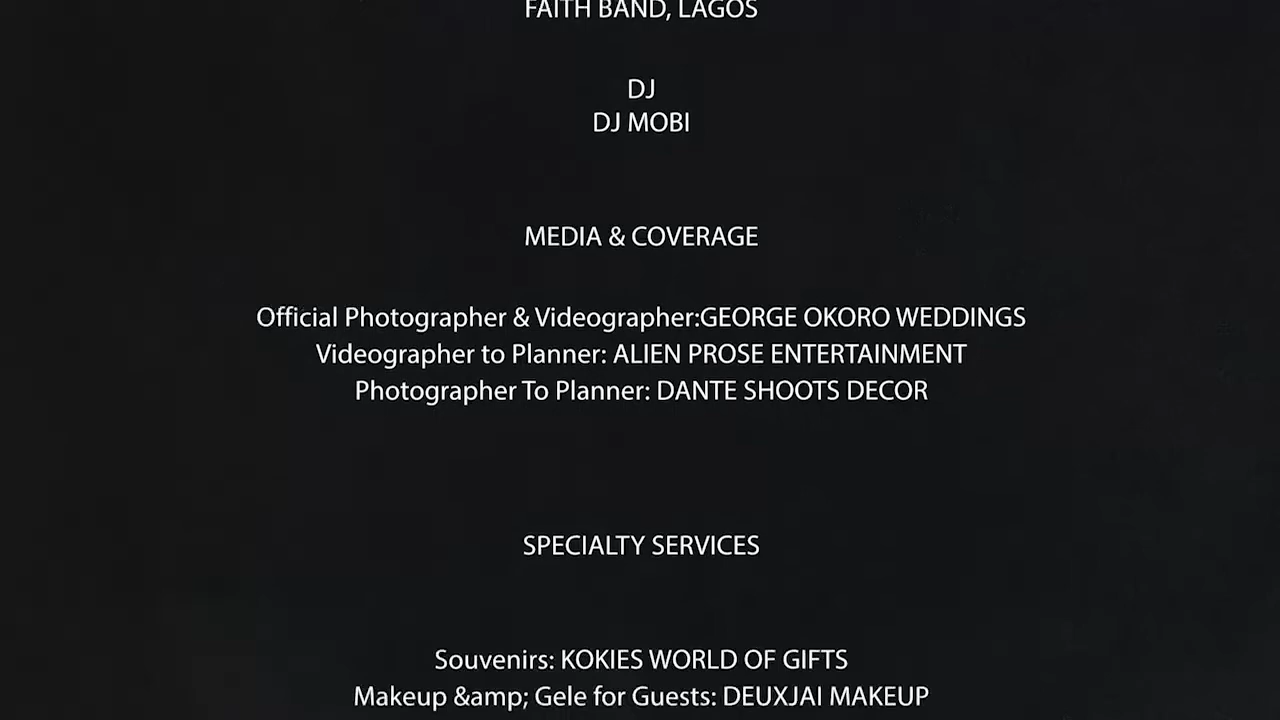 FAITH BAND, LAGOS
DJ
DJ MOBI
MEDIA & COVERAGE
Official Photographer & Videographer:GEORGE OKORO WEDDINGS
Videographer to Planner: ALIEN PROSE ENTERTAINMENT
Photographer To Planner: DANTE SHOOTS DECOR
SPECIALTY SERVICES
Souvenirs: KOKIES WORLD OF GIFTS
Makeup &amp; Gele for Guests: DEUXJAI MAKEUP